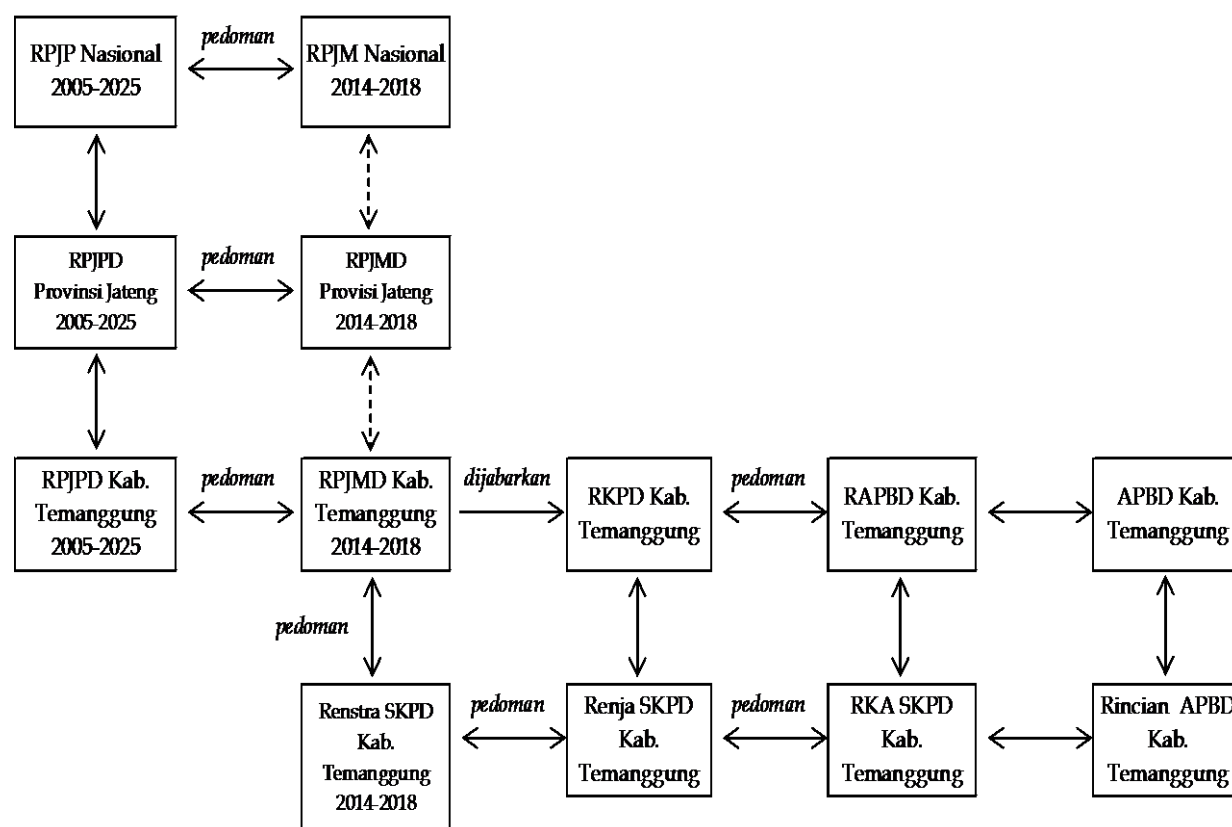 pedoman
RPJP Nasional
2005-2025
RPJM Nasional
2014-2018
pedoman
RPJPD
Provinsi Jateng
2005-2025
RPJMD
Provisi Jateng
2014-2018
pedoman
dijabarkan
pedoman
RPJPD Kab.
Temanggung
2005-2025
RPJMD Kab.
Temanggung
2014-2018
RKPD Kab.
Temanggung
RAPBD Kab.
Temanggung
APBD Kab.
Temanggung
pedoman
pedoman
pedoman
Renstra SKPD
Kab.
Temanggung
2014-2018
Renja SKPD
Kab.
Temanggung
RKA SKPD
Kab.
Temanggung
Rincian APBD
Kab.
Temanggung